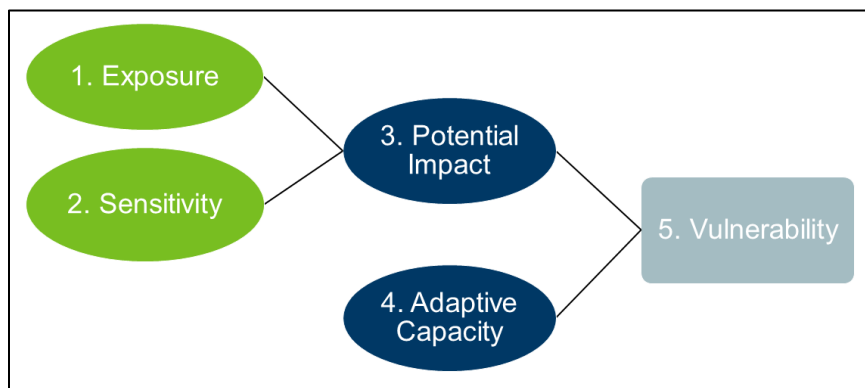 1. Exposure
2. Sensitivity
3. Potential
Impact
4. Adaptive
Capacity
5. Vulnerability